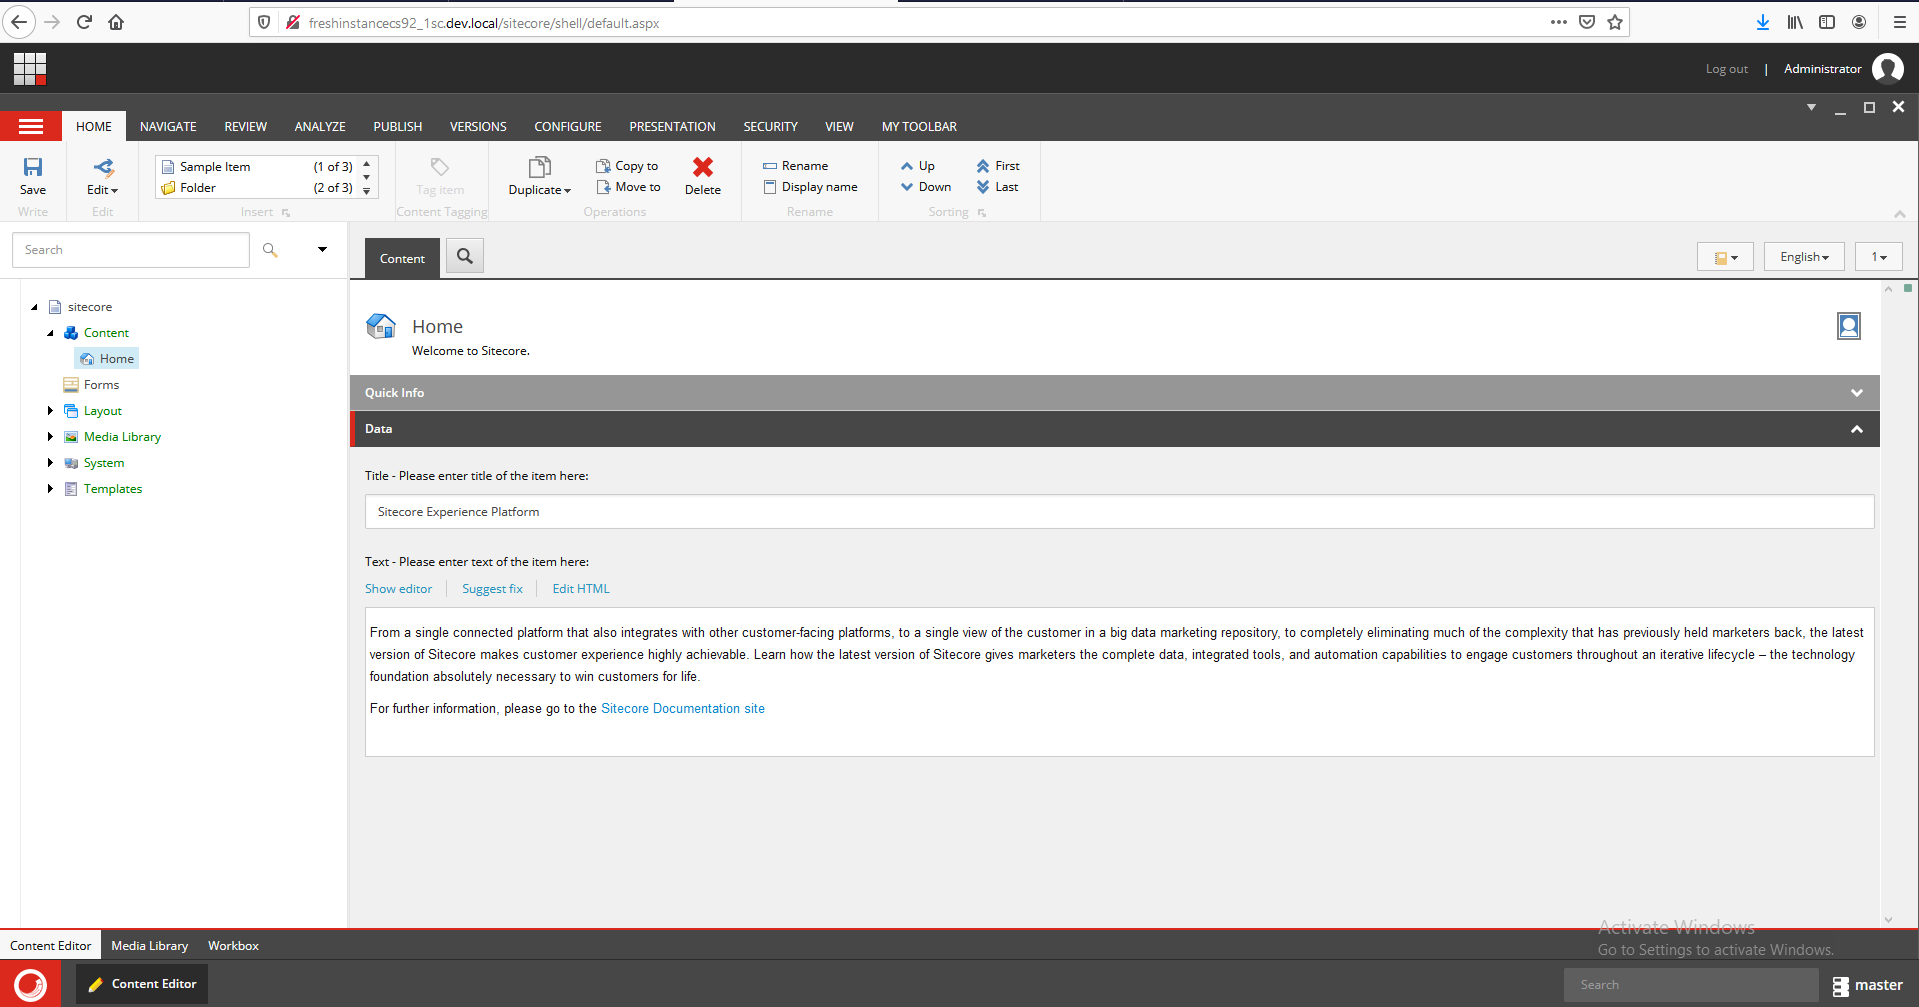 freshinstancecs92_1sc.dev.local/sitecore/shell/default.aspx
Log out | Administrator
HOME NAVIGATE REVIEW ANALYZE PUBLISH VERSIONS CONFIGURE PRESENTATION SECURITY VIEW MY TOOLBAR
Save
Write
Edit
Edit
Sample Item (1 of 3)
Folder (2 of 3)
Insert
Tag item
Content Tagging
Duplicate
Copy to
Move to
Delete
Operations
Rename
Display name
Rename
Up First
Down Last
Sorting
Search
sitecore
Content
Home
Forms
Layout
Media Library
System
Templates
Content
English 1
Home
Welcome to Sitecore.
Quick Info
Data
Title - Please enter title of the item here:
Sitecore Experience Platform
Text - Please enter text of the item here:
Show editor Suggest fix Edit HTML
From a single connected platform that also integrates with other customer-facing platforms, to a single view of the customer in a big data marketing repository, to completely eliminating much of the complexity that has previously held marketers back, the latest
version of Sitecore makes customer experience highly achievable. Learn how the latest version of Sitecore gives marketers the complete data, integrated tools, and automation capabilities to engage customers throughout an iterative lifecycle – the technology
foundation absolutely necessary to win customers for life.
For further information, please go to the Sitecore Documentation site
Activate Windows
Go to Settings to activate Windows.
Content Editor Media Library Workbox
Content Editor
Search
master